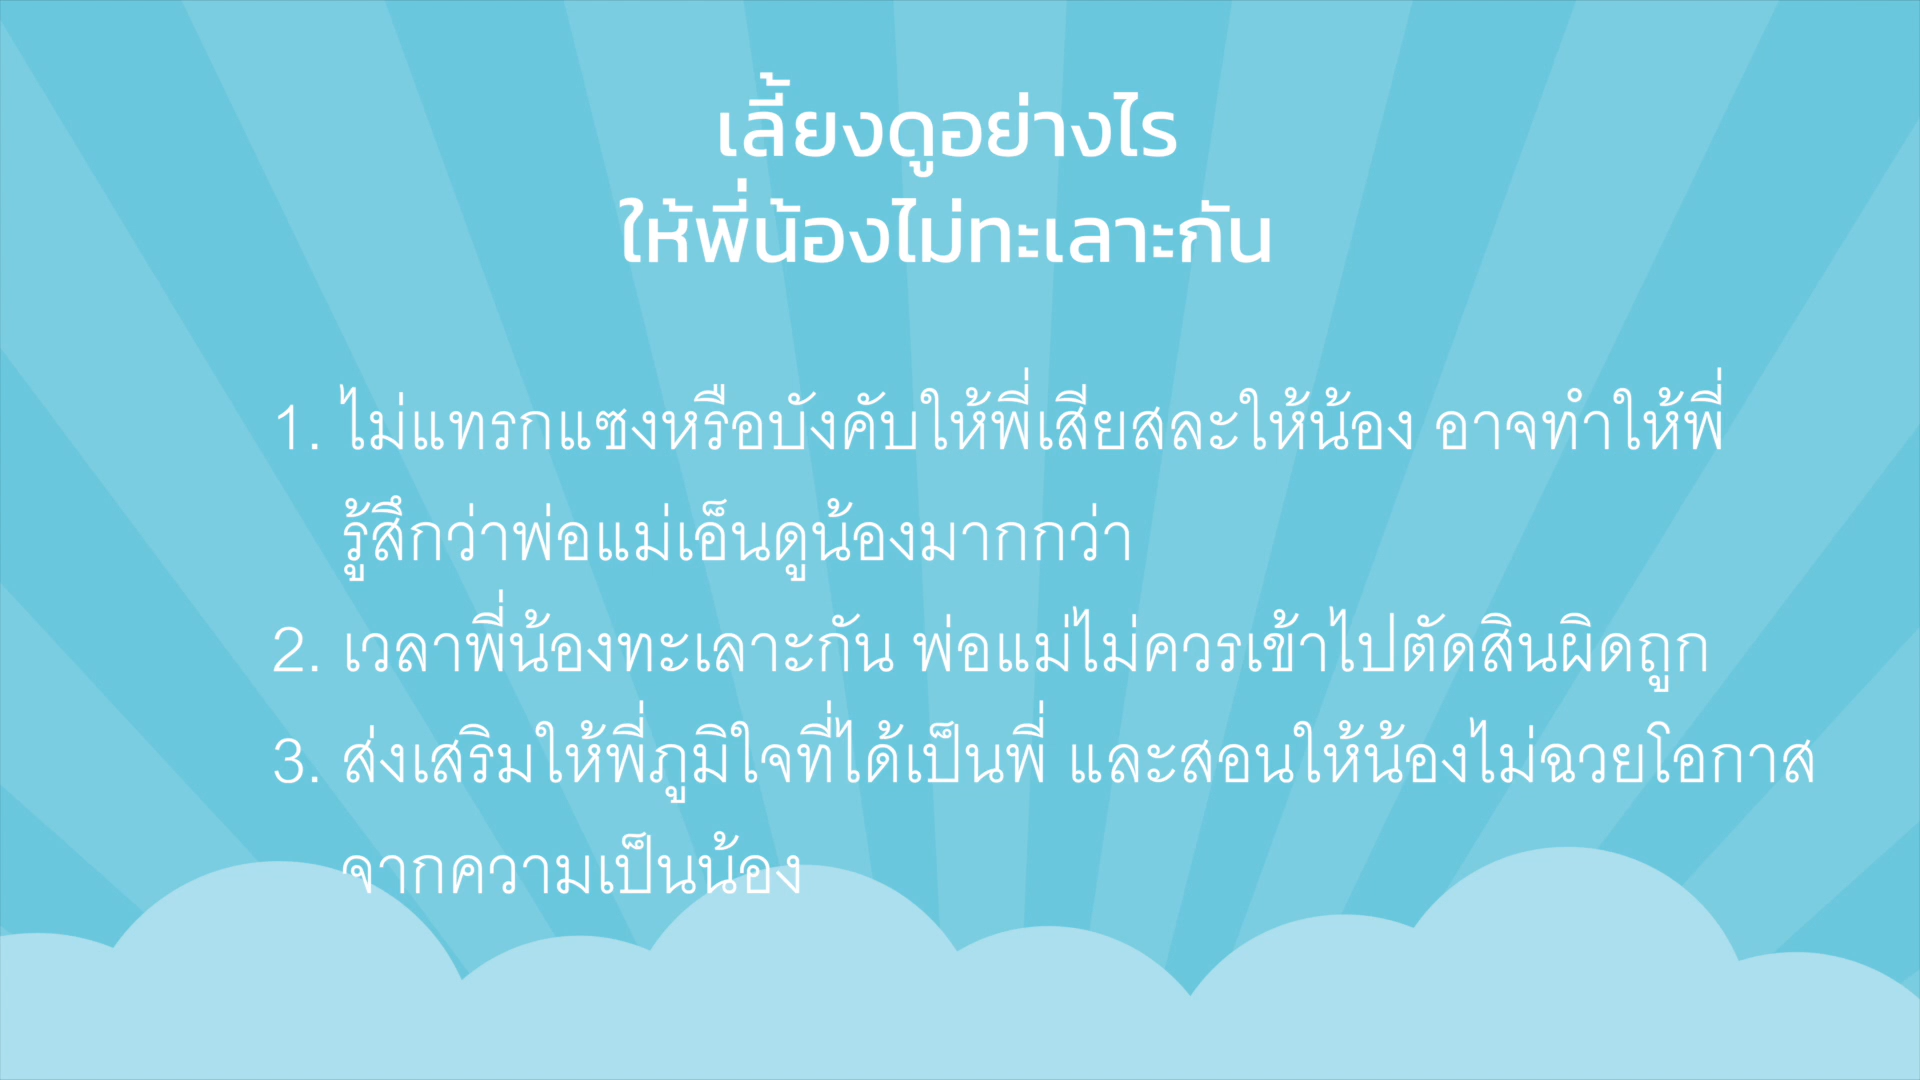 เลี้ยงดูอย่างไร
ให้พี่น้องไม่ทะเลาะกัน
1. ไม่แทรกแซงหรือบังคับให้พี่เสียสละให้น้อง อาจทำให้พี่
รู้สึกว่าพ่อแม่เอ็นดูน้องมากกว่า
2. เวลาพี่น้องทะเลาะกัน พ่อแม่ไม่ควรเข้าไปตัดสินผิดถูก
3. ส่งเสริมให้พี่ภูมิใจที่ได้เป็นพี่ และสอนให้น้องไม่ฉวยโอกาส
จากความเป็นน้อง